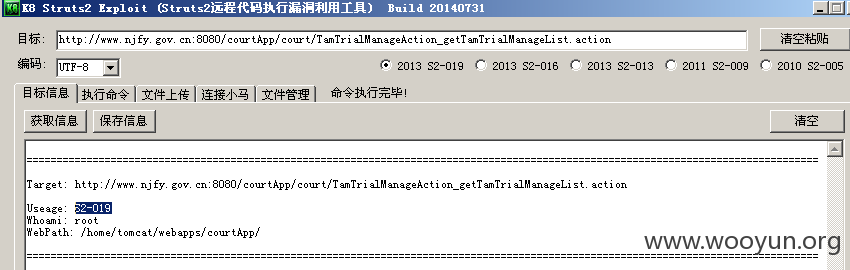 K8 Struts2 Exploit (Struts2远程代码执行漏洞利用工具) Build 20140731
目标: http://www.njfy.gov.cn:8080/courtApp/court/TamTrialManageAction_getTamTrialManageList.action 清空粘贴
编码: UTF-8 2013 S2-019 2013 S2-016 2013 S2-013 2011 S2-009 2010 S2-005
目标信息 执行命令 文件上传 连接小马 文件管理 命令执行完毕!
获取信息 保存信息 清空
================================================================================
Target: http://www.njfy.gov.cn:8080/courtApp/court/TamTrialManageAction_getTamTrialManageList.action
Useage: S2-019
Whoami: root
WebPath: /home/tomcat/webapps/courtApp/
www.wooyun.org
================================================================================